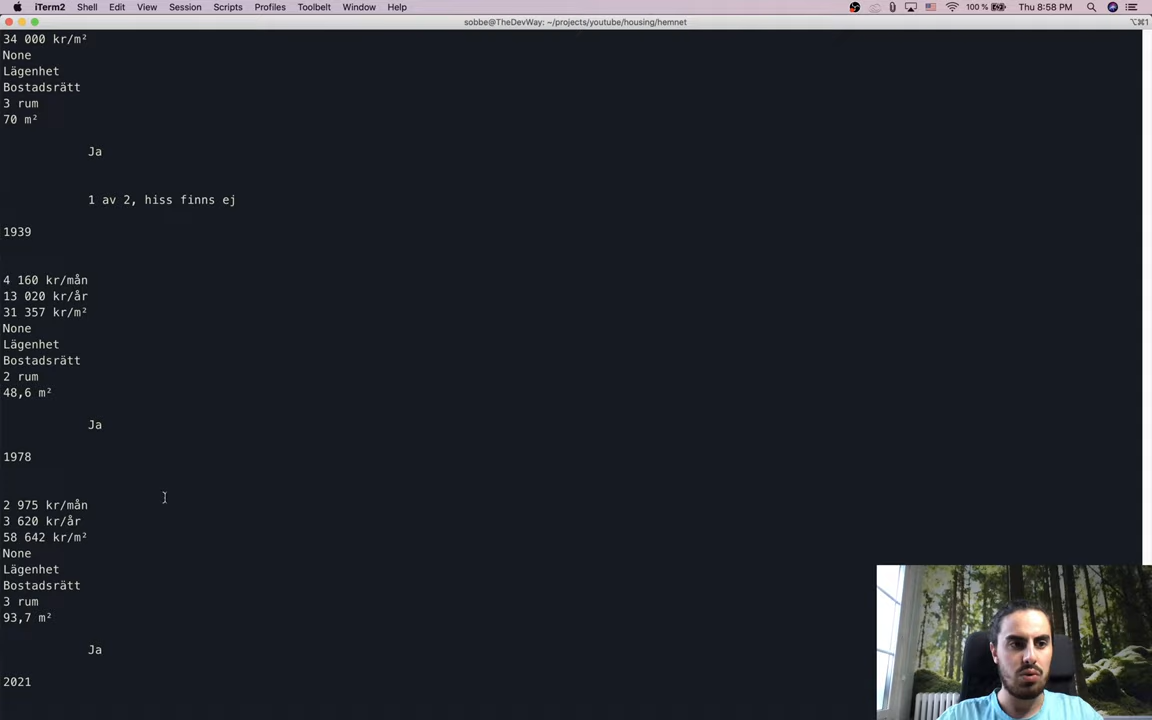 iTerm2 Shell Edit View Session Scripts Profiles Toolbelt Window Help 100 % Thu 8:58 PM
sobbe@TheDevWay: ~/projects/youtube/housing/hemnet ⌥⌘1
34 000 kr/m²
None
Lägenhet
Bostadsrätt
3 rum
70 m²
Ja
1 av 2, hiss finns ej
1939
4 160 kr/mån
13 020 kr/år
31 357 kr/m²
None
Lägenhet
Bostadsrätt
2 rum
48,6 m²
Ja
1978
2 975 kr/mån
3 620 kr/år
58 642 kr/m²
None
Lägenhet
Bostadsrätt
3 rum
93,7 m²
Ja
2021